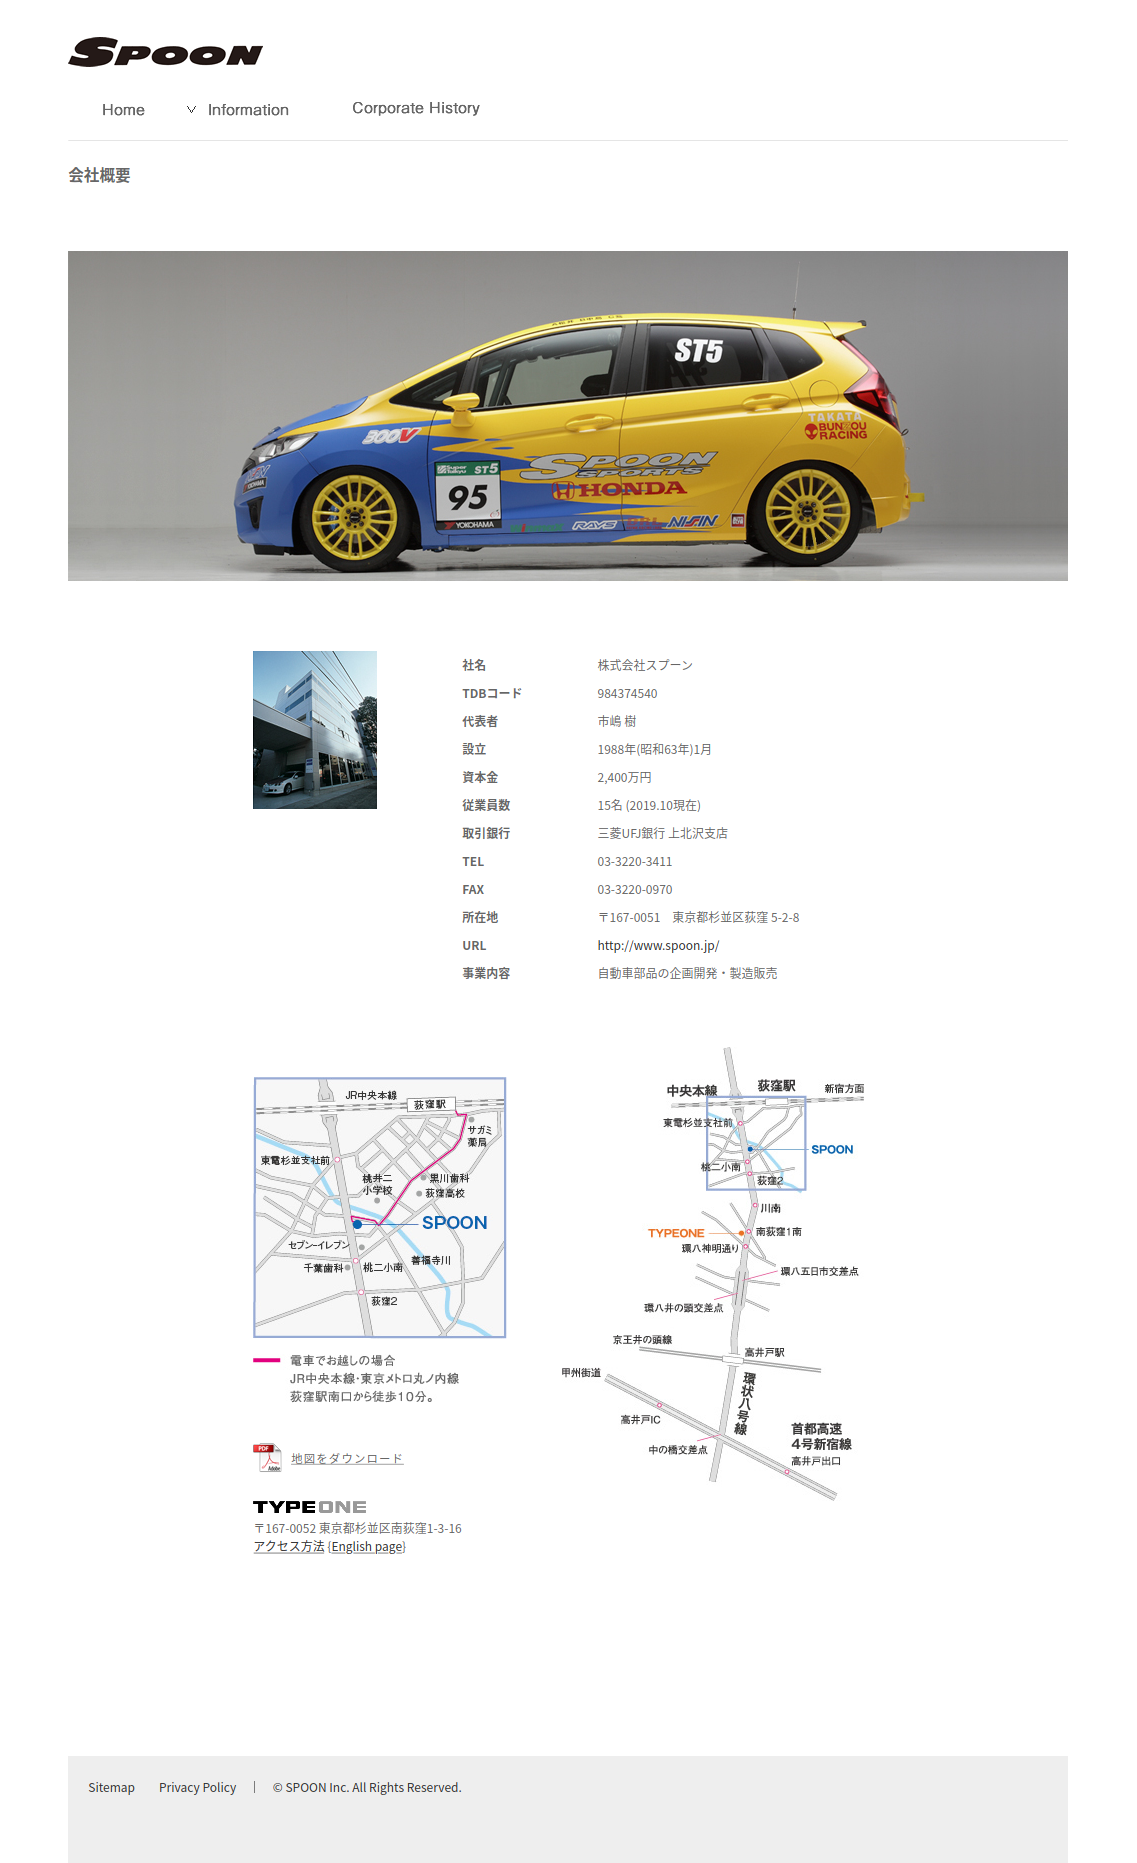 SPOON
Home
Information
Corporate History
会社概要
ST5
300V
TAKATA
BUNZOU
RACING
SPOON
SPORTS
HONDA
ST5
95
YOKOHAMA
RAYS
NISSIN
社名 株式会社スプーン
TDBコード 984374540
代表者 市嶋 樹
設立 1988年(昭和63年)1月
資本金 2,400万円
従業員数 15名 (2019.10現在)
取引銀行 三菱UFJ銀行 上北沢支店
TEL 03-3220-3411
FAX 03-3220-0970
所在地 〒167-0051 東京都杉並区荻窪 5-2-8
URL http://www.spoon.jp/
事業内容 自動車部品の企画開発・製造販売
JR中央本線
荻窪駅
サガミ
薬局
東電杉並支社前
桃井二
小学校
黒川歯科
荻窪高校
SPOON
セブン-イレブン
千葉歯科
桃二小南
善福寺川
荻窪2
電車でお越しの場合
JR中央本線・東京メトロ丸ノ内線
荻窪駅南口から徒歩10分。
中央本線
荻窪駅
新宿方面
東電杉並支社前
SPOON
桃二小南
荻窪2
川南
TYPEONE
南荻窪1南
環八神明通り
環八五日市交差点
環八井の頭交差点
京王井の頭線
高井戸駅
甲州街道
環状八号線
高井戸IC
中の橋交差点
首都高速
4号新宿線
高井戸出口
PDF
Adobe
地図をダウンロード
TYPEONE
〒167-0052 東京都杉並区南荻窪1-3-16
アクセス方法 {English page}
Sitemap
Privacy Policy
|
© SPOON Inc. All Rights Reserved.